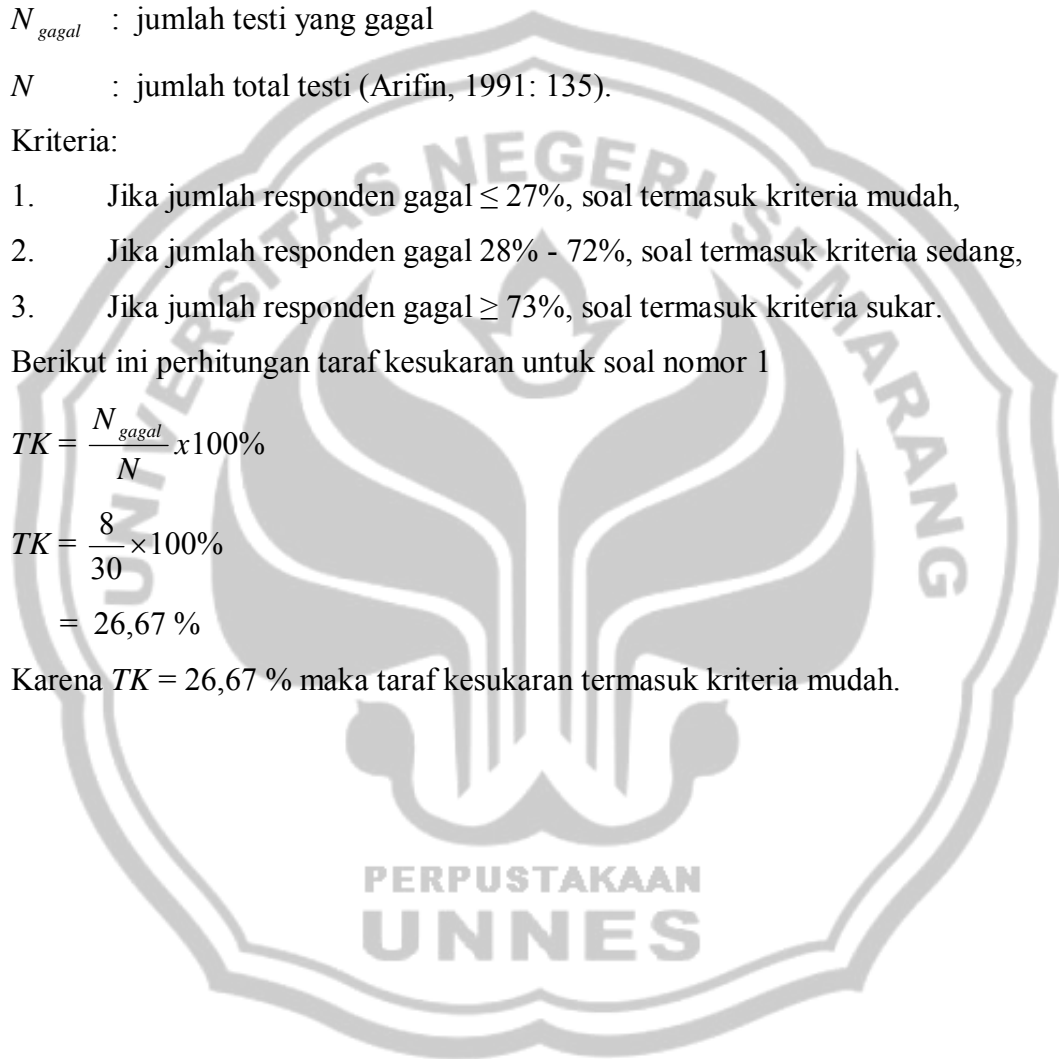 N gagal : jumlah testi yang gagal
N : jumlah total testi (Arifin, 1991: 135).
Kriteria:
1. Jika jumlah responden gagal ≤ 27%, soal termasuk kriteria mudah,
2. Jika jumlah responden gagal 28% - 72%, soal termasuk kriteria sedang,
3. Jika jumlah responden gagal ≥ 73%, soal termasuk kriteria sukar.
Berikut ini perhitungan taraf kesukaran untuk soal nomor 1
TK = N gagal / N x100%
TK = 8 / 30 ×100%
= 26,67 %
Karena TK = 26,67 % maka taraf kesukaran termasuk kriteria mudah.
UNIVERSITAS NEGERI SEMARANG
PERPUSTAKAAN
UNNES